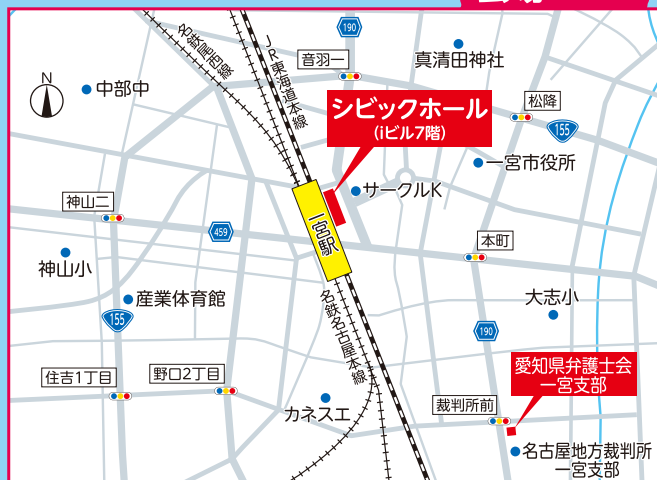 190
音羽一
真清田神社
名鉄尾西線
JR東海道本線
N
中部中
シビックホール
(iビル7階)
松降
155
一宮市役所
サークルK
神山二
459
一宮駅
本町
神山小
産業体育館
大志小
155
名鉄名古屋本線
190
愛知県弁護士会
一宮支部
住吉1丁目
野口2丁目
カネスエ
裁判所前
名古屋地方裁判所
一宮支部